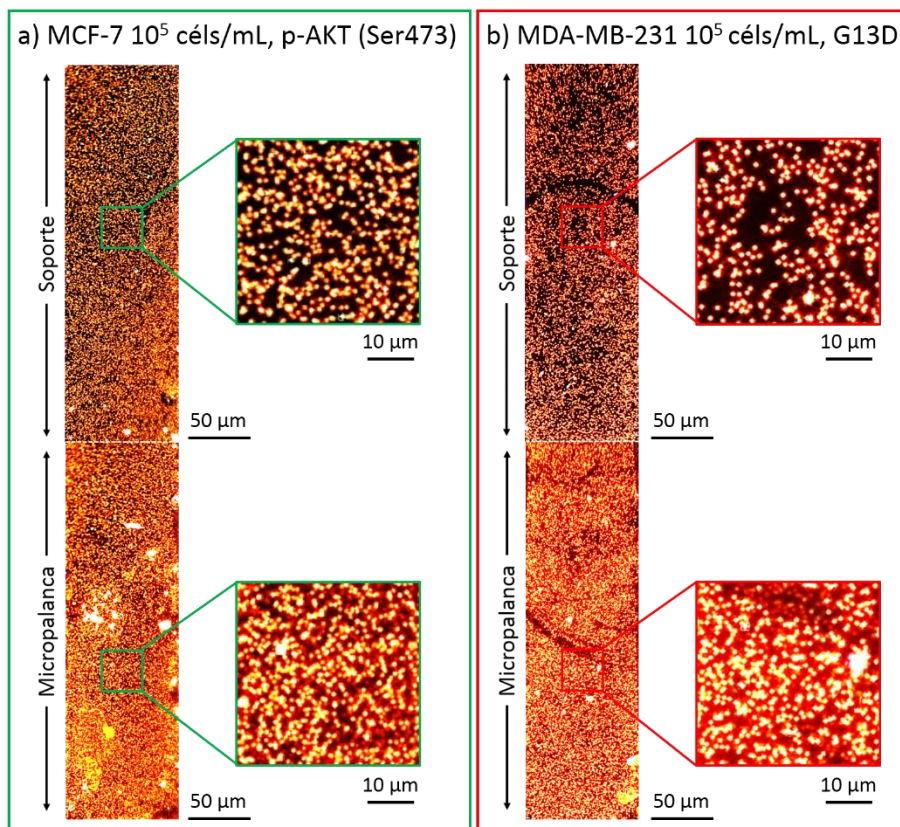 a) MCF-7 10⁵ céls/mL, p-AKT (Ser473)
Soporte
10 µm
50 µm
Micropalanca
10 µm
50 µm
b) MDA-MB-231 10⁵ céls/mL, G13D
Soporte
10 µm
50 µm
Micropalanca
10 µm
50 µm